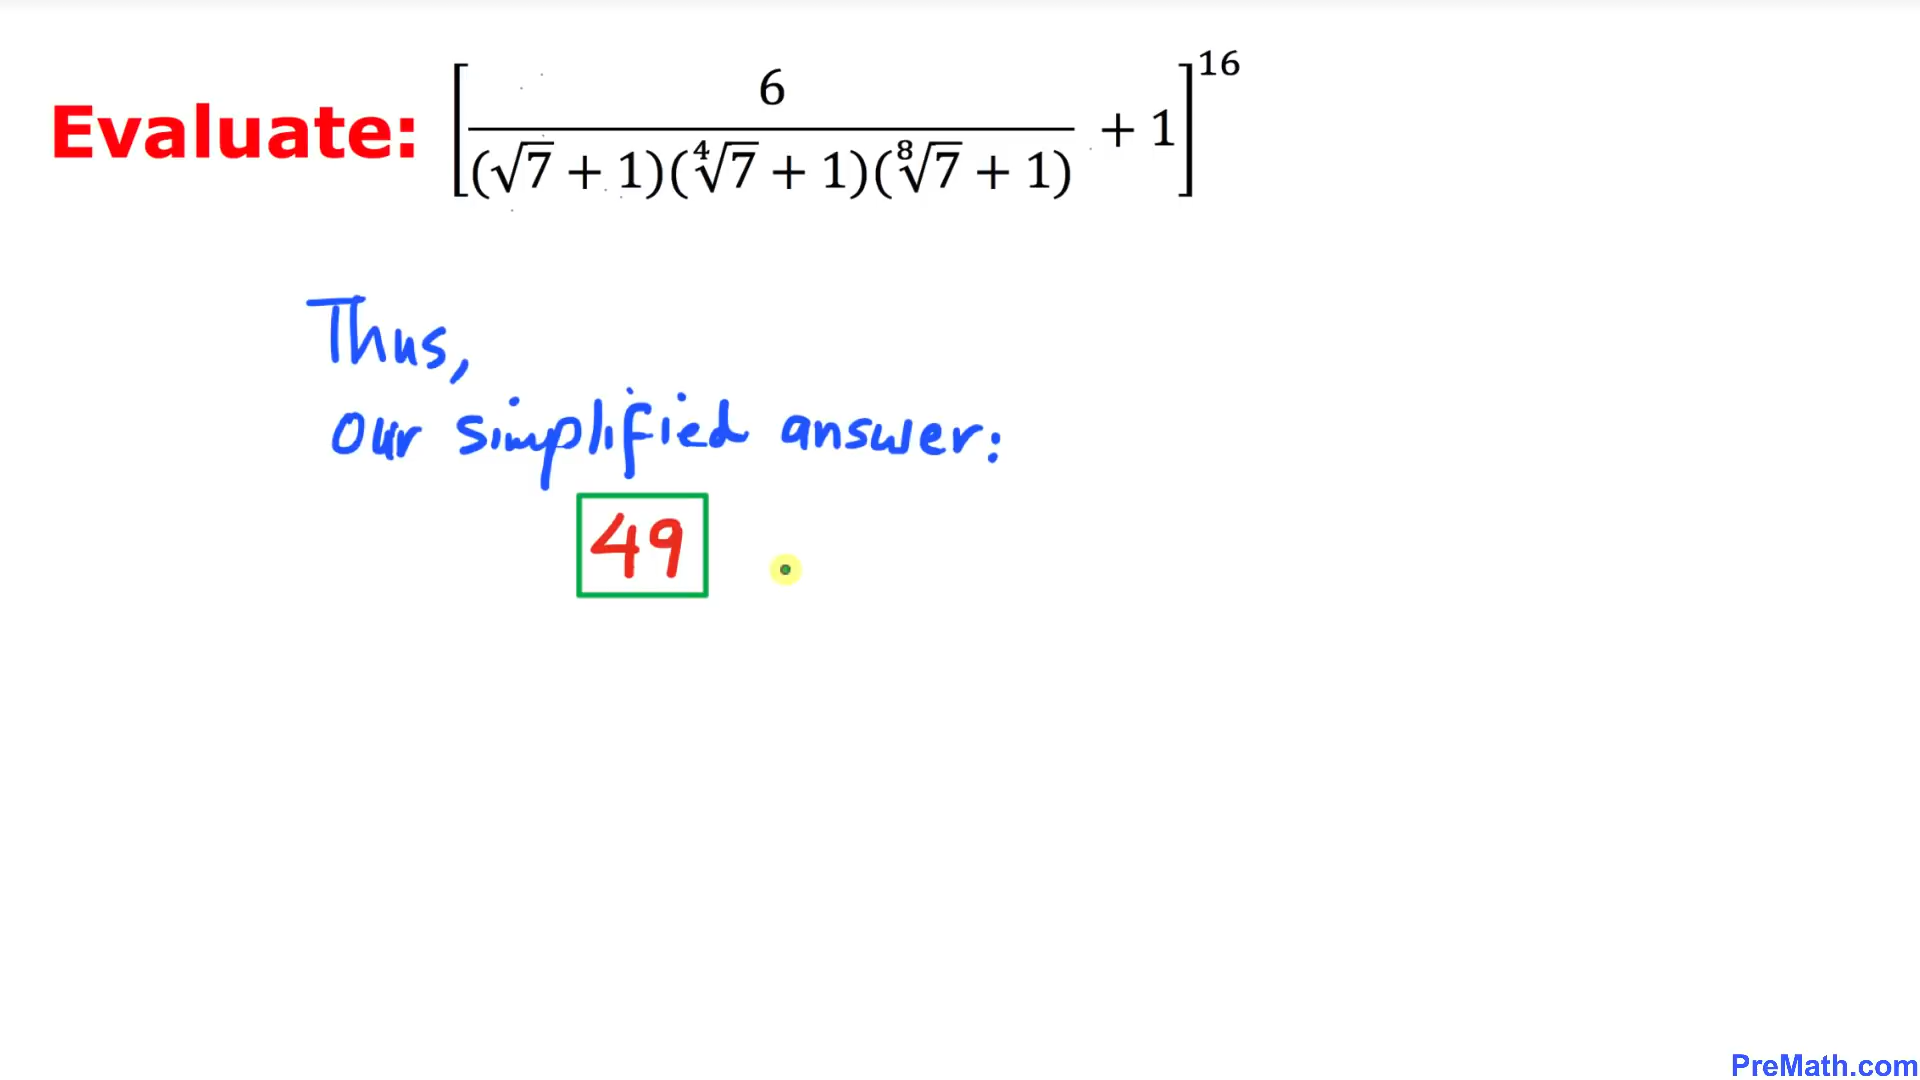 Evaluate: [6 / ((√7 + 1)(∜7 + 1)(⁸√7 + 1)) + 1]¹⁶
Thus,
our simplified answer:
49
PreMath.com